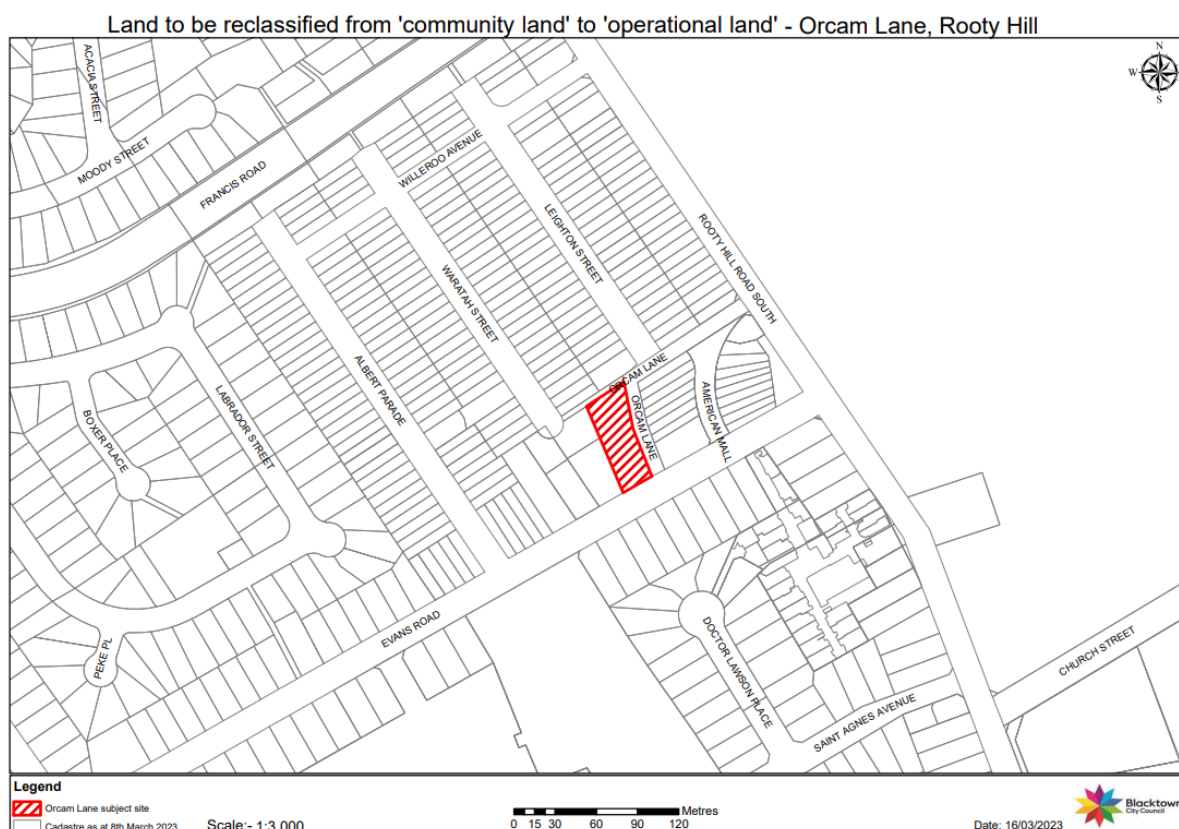 Land to be reclassified from 'community land' to 'operational land' - Orcam Lane, Rooty Hill
N
W
S
ACACIA STREET
MOODY STREET
FRANCIS ROAD
WILLEROO AVENUE
LEIGHTON STREET
ROOTY HILL ROAD SOUTH
WARATAH STREET
ALBERT PARADE
LABRADOR STREET
BOXER PLACE
ORCAM LANE
ORCAM LANE
AMERICAN MALL
EVANS ROAD
PEKE PL
DOCTOR LAWSON PLACE
SAINT AGNES AVENUE
CHURCH STREET
Legend
Orcam Lane subject site
Cadastre as at 8th March 2023
Scale:- 1:3,000
Metres
0 15 30 60 90 120
Blacktown
City Council
Date: 16/03/2023